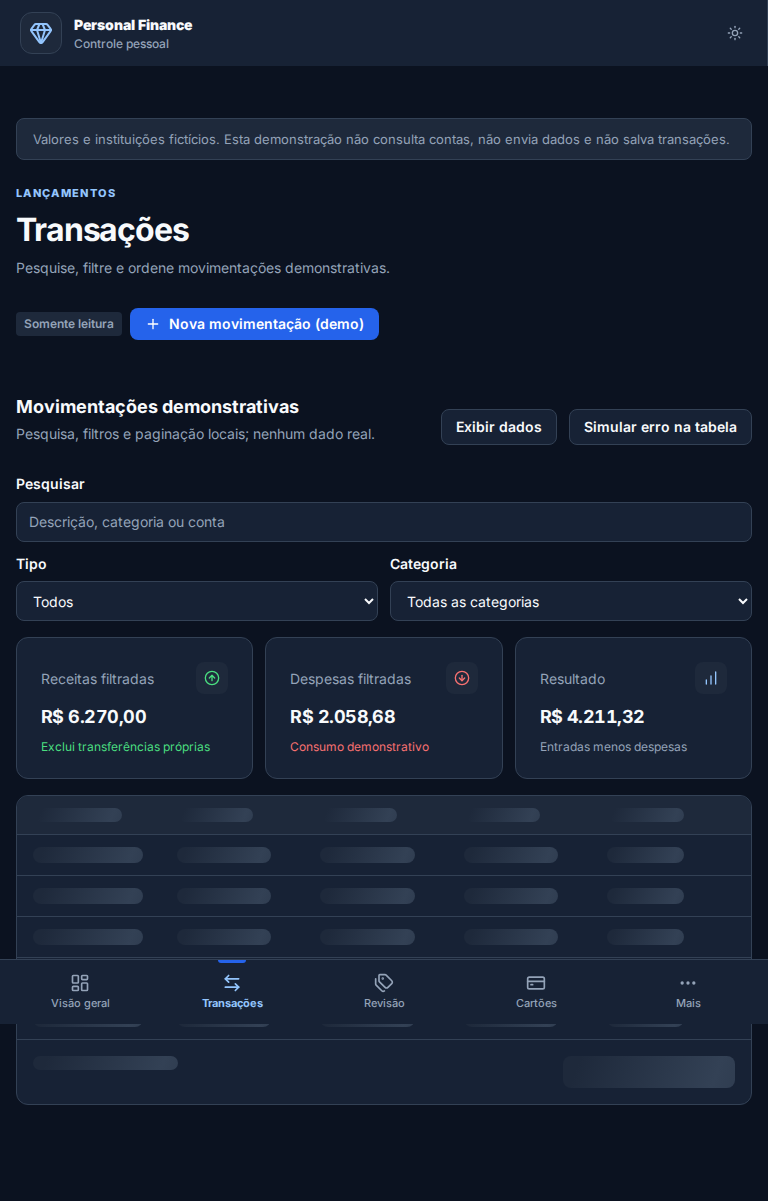 Personal Finance
Controle pessoal
Valores e instituições fictícios. Esta demonstração não consulta contas, não envia dados e não salva transações.
LANÇAMENTOS
Transações
Pesquise, filtre e ordene movimentações demonstrativas.
Somente leitura
Nova movimentação (demo)
Movimentações demonstrativas
Pesquisa, filtros e paginação locais; nenhum dado real.
Exibir dados
Simular erro na tabela
Pesquisar
Descrição, categoria ou conta
Tipo
Categoria
Todos
Todas as categorias
Receitas filtradas
R$ 6.270,00
Exclui transferências próprias
Despesas filtradas
R$ 2.058,68
Consumo demonstrativo
Resultado
R$ 4.211,32
Entradas menos despesas
Visão geral
Transações
Revisão
Cartões
Mais